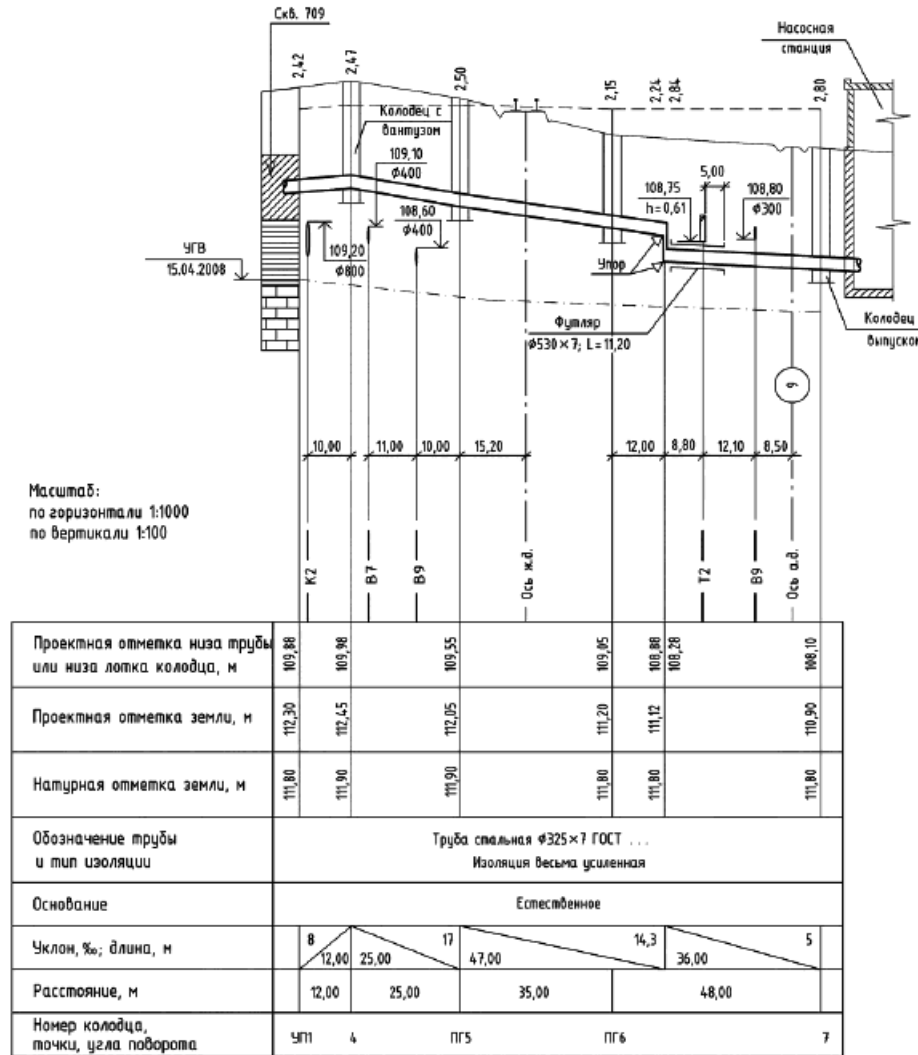 Скв. 709
Насосная
станция
2,42
2,47
2,50
2,15
2,24
2,84
2,80
Колодец с
вантузом
109,10
ϕ400
108,60
ϕ400
109,20
ϕ800
5,00
108,75
h=0,61
108,80
ϕ300
УГВ
15.04.2008
Упор
Футляр
ϕ530×7; L=11,20
Колодец
выпуском
9
10,00 11,00 10,00 15,20 12,00 8,80 12,10 8,50
Масштаб:
по горизонтали 1:1000
по вертикали 1:100
К2
В7
В9
Ось ж.д.
Т2
В9
Ось а.д.
Проектная отметка низа трубы
или низа лотка колодца, м
109,88 109,98 109,55 109,05 108,88 108,28 108,10
Проектная отметка земли, м
112,30 112,45 112,05 111,20 111,12 110,90
Натурная отметка земли, м
111,80 111,90 111,90 111,80 111,80 111,80
Обозначение трубы
и тип изоляции
Труба стальная ϕ325×7 ГОСТ ...
Изоляция весьма усиленная
Основание
Естественное
Уклон, ‰; длина, м
8 17 14,3 5
12,00 25,00 47,00 36,00
Расстояние, м
12,00 25,00 35,00 48,00
Номер колодца,
точки, угла поворота
УП1 4 ПГ5 ПГ6 7